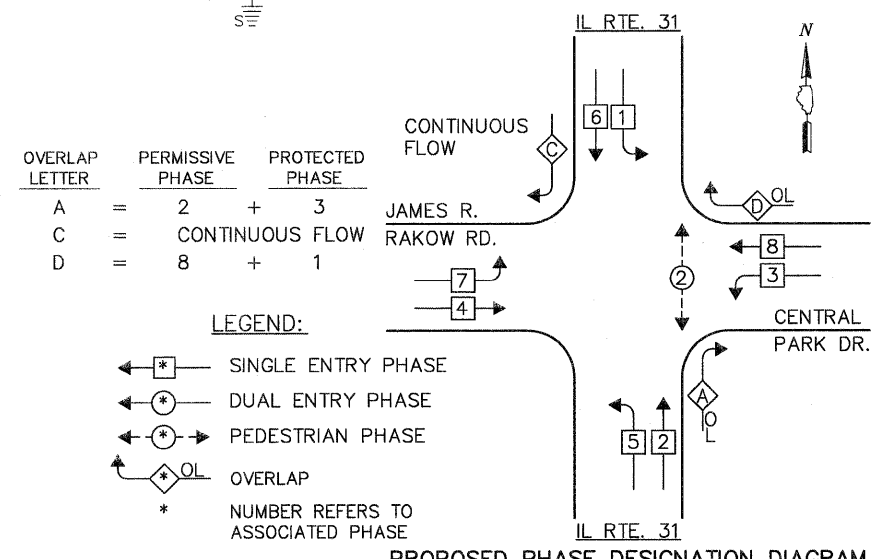 S
IL RTE. 31
N
6 1
CONTINUOUS
FLOW
C
OVERLAP LETTER PERMISSIVE PHASE PROTECTED PHASE
A = 2 + 3
C = CONTINUOUS FLOW
D = 8 + 1
JAMES R.
RAKOW RD.
D OL
8
3
2
7
4
CENTRAL
PARK DR.
A
OL
5 2
IL RTE. 31
LEGEND:
* SINGLE ENTRY PHASE
* DUAL ENTRY PHASE
* PEDESTRIAN PHASE
* OL OVERLAP
* NUMBER REFERS TO
ASSOCIATED PHASE
PROPOSED PHASE DESIGNATION DIAGRAM